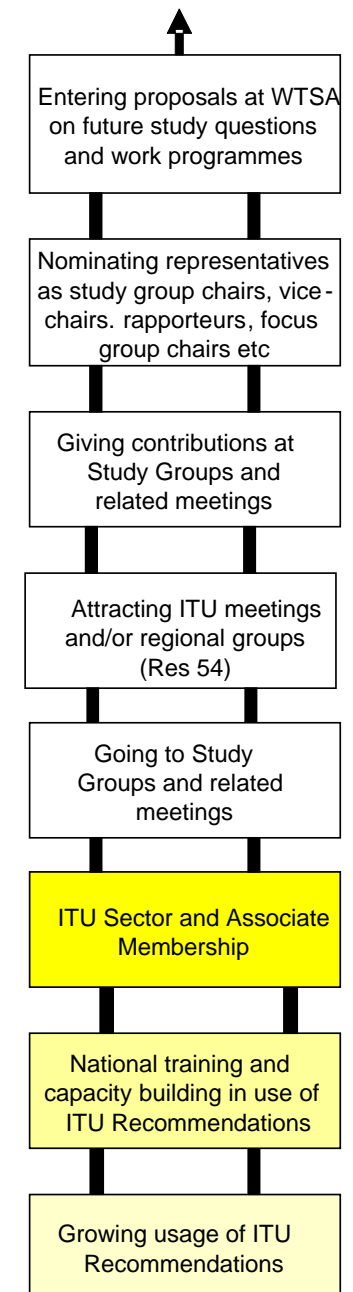 Entering proposals at WTSA
on future study questions
and work programmes
Nominating representatives
as study group chairs, vice-
chairs. rapporteurs, focus
group chairs etc
Giving contributions at
Study Groups and
related meetings
Attracting ITU meetings
and/or regional groups
(Res 54)
Going to Study
Groups and related
meetings
ITU Sector and Associate
Membership
National training and
capacity building in use of
ITU Recommendations
Growing usage of ITU
Recommendations